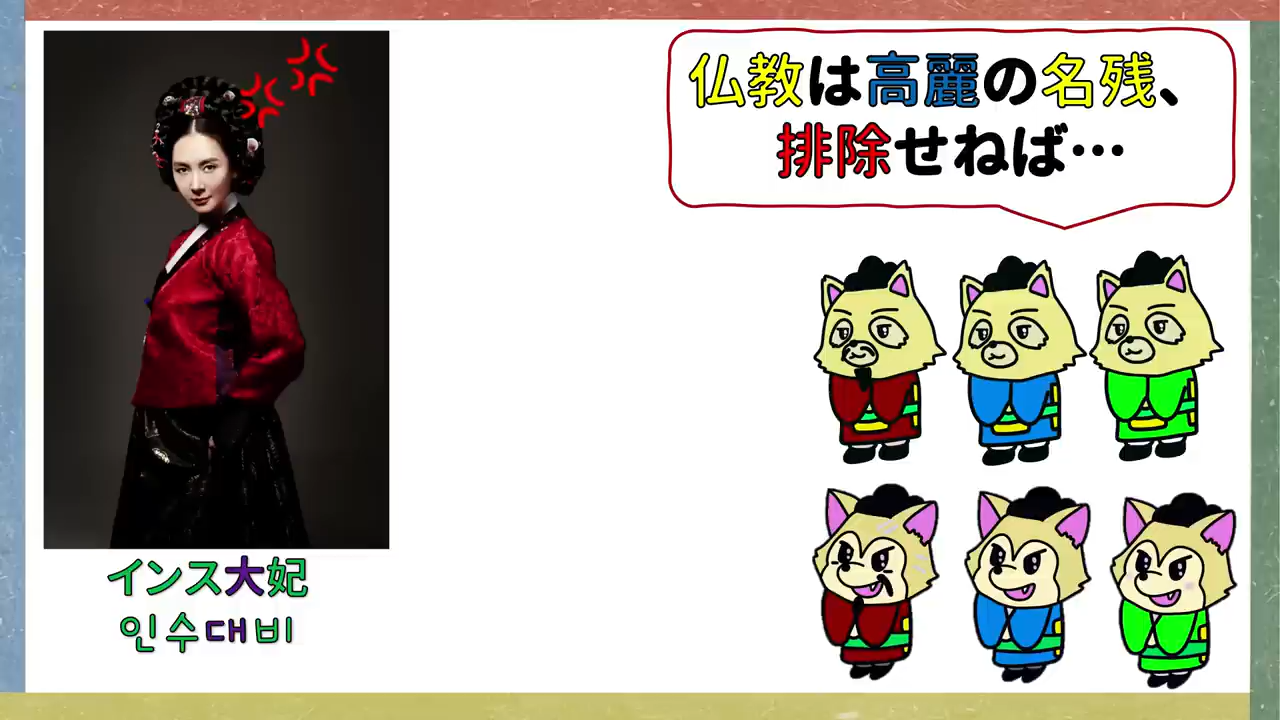 仏教は高麗の名残、
排除せねば…
インス大妃
인수대비